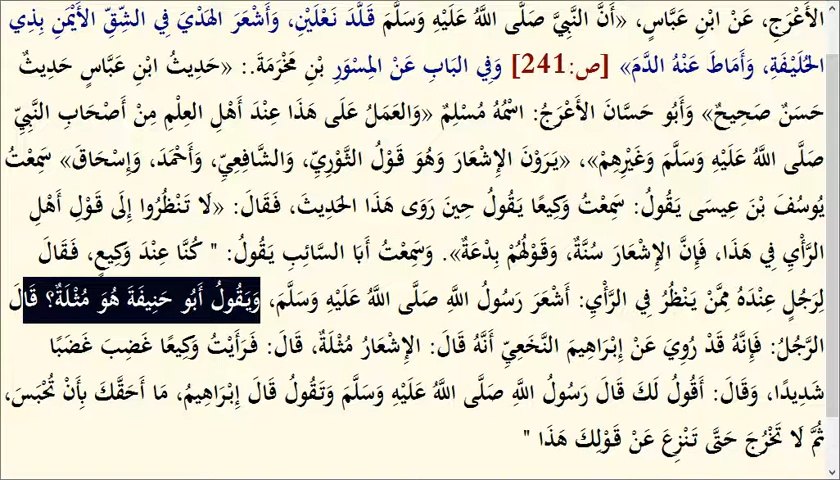 الأَعْرَجِ، عَنْ ابْنِ عَبَّاسٍ، «أَنَّ النَّبِيَّ صَلَّى اللَّهُ عَلَيْهِ وَسَلَّمَ قَلَّدَ نَعْلَيْنِ، وَأَشْعَرَ الهَدْيَ فِي الشِّقِّ الأَيْمَنِ بِذِي
الحُلَيْفَةِ، وَأَمَاطَ عَنْهُ الدَّمَ» [ص:241] وَفِي البَابِ عَنْ المِسْوَرِ بْنِ مَخْرَمَةَ.: «حَدِيثُ ابْنِ عَبَّاسٍ حَدِيثٌ
حَسَنٌ صَحِيحٌ» وَأَبُو حَسَّانَ الأَعْرَجُ: اسْمُهُ مُسْلِمٌ «وَالعَمَلُ عَلَى هَذَا عِنْدَ أَهْلِ العِلْمِ مِنْ أَصْحَابِ النَّبِيِّ
صَلَّى اللَّهُ عَلَيْهِ وَسَلَّمَ وَغَيْرِهِمْ»، «يَرَوْنَ الإِشْعَارَ وَهُوَ قَوْلُ الثَّوْرِيِّ، وَالشَّافِعِيِّ، وَأَحْمَدَ، وَإِسْحَاقَ» سَمِعْتُ
يُوسُفَ بْنَ عِيسَى يَقُولُ: سَمِعْتُ وَكِيعًا يَقُولُ حِينَ رَوَى هَذَا الحَدِيثَ، فَقَالَ: «لَا تَنْظُرُوا إِلَى قَوْلِ أَهْلِ
الرَّأْيِ فِي هَذَا، فَإِنَّ الإِشْعَارَ سُنَّةٌ، وَقَوْلُهُمْ بِدْعَةٌ». وَسَمِعْتُ أَبَا السَّائِبِ يَقُولُ: " كُنَّا عِنْدَ وَكِيعٍ، فَقَالَ
لِرَجُلٍ عِنْدَهُ مِمَّنْ يَنْظُرُ فِي الرَّأْيِ: أَشْعَرَ رَسُولُ اللَّهِ صَلَّى اللَّهُ عَلَيْهِ وَسَلَّمَ، وَيَقُولُ أَبُو حَنِيفَةَ هُوَ مُثْلَةٌ؟ قَالَ
الرَّجُلُ: فَإِنَّهُ قَدْ رُوِيَ عَنْ إِبْرَاهِيمَ النَّخَعِيِّ أَنَّهُ قَالَ: الإِشْعَارُ مُثْلَةٌ، قَالَ: فَرَأَيْتُ وَكِيعًا غَضِبَ غَضَبًا
شَدِيدًا، وَقَالَ: أَقُولُ لَكَ قَالَ رَسُولُ اللَّهِ صَلَّى اللَّهُ عَلَيْهِ وَسَلَّمَ وَتَقُولُ قَالَ إِبْرَاهِيمُ، مَا أَحَقَّكَ بِأَنْ تُحْبَسَ،
ثُمَّ لَا تَخْرُجَ حَتَّى تَنْزِعَ عَنْ قَوْلِكَ هَذَا "